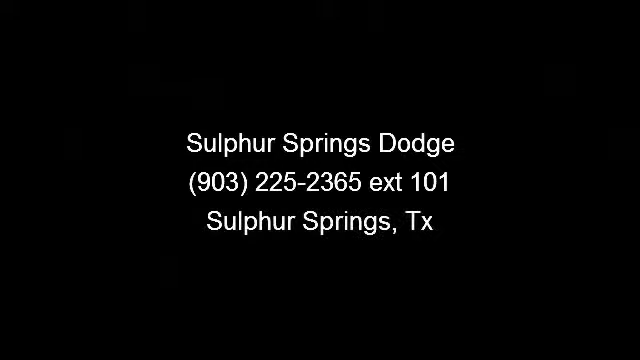 Sulphur Springs Dodge
(903) 225-2365 ext 101
Sulphur Springs, Tx